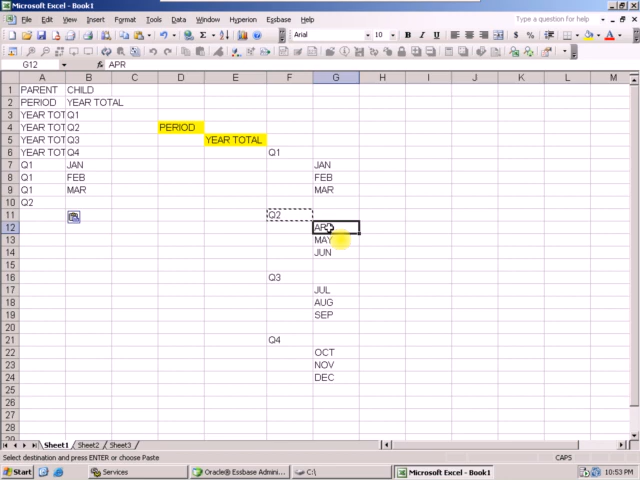 Microsoft Excel - Book1
File Edit View Insert Format Tools Data Window Hyperion Essbase Help
Type a question for help
Arial 10 B I U $ %
G12 fx APR
A B C D E F G H I J K L M
1 PARENT CHILD
2 PERIOD YEAR TOTAL
3 YEAR TOT Q1
4 YEAR TOT Q2 PERIOD
5 YEAR TOT Q3 YEAR TOTAL
6 YEAR TOT Q4 Q1
7 Q1 JAN JAN
8 Q1 FEB FEB
9 Q1 MAR MAR
10 Q2
11 Q2
12 APR
13 MAY
14 JUN
15
16 Q3
17 JUL
18 AUG
19 SEP
20
21 Q4
22 OCT
23 NOV
24 DEC
25
26
27
28
29
Sheet1 Sheet2 Sheet3
Select destination and press ENTER or choose Paste
CAPS
Start Services Oracle® Essbase Admini... C:\ Microsoft Excel - Book1 10:53 PM